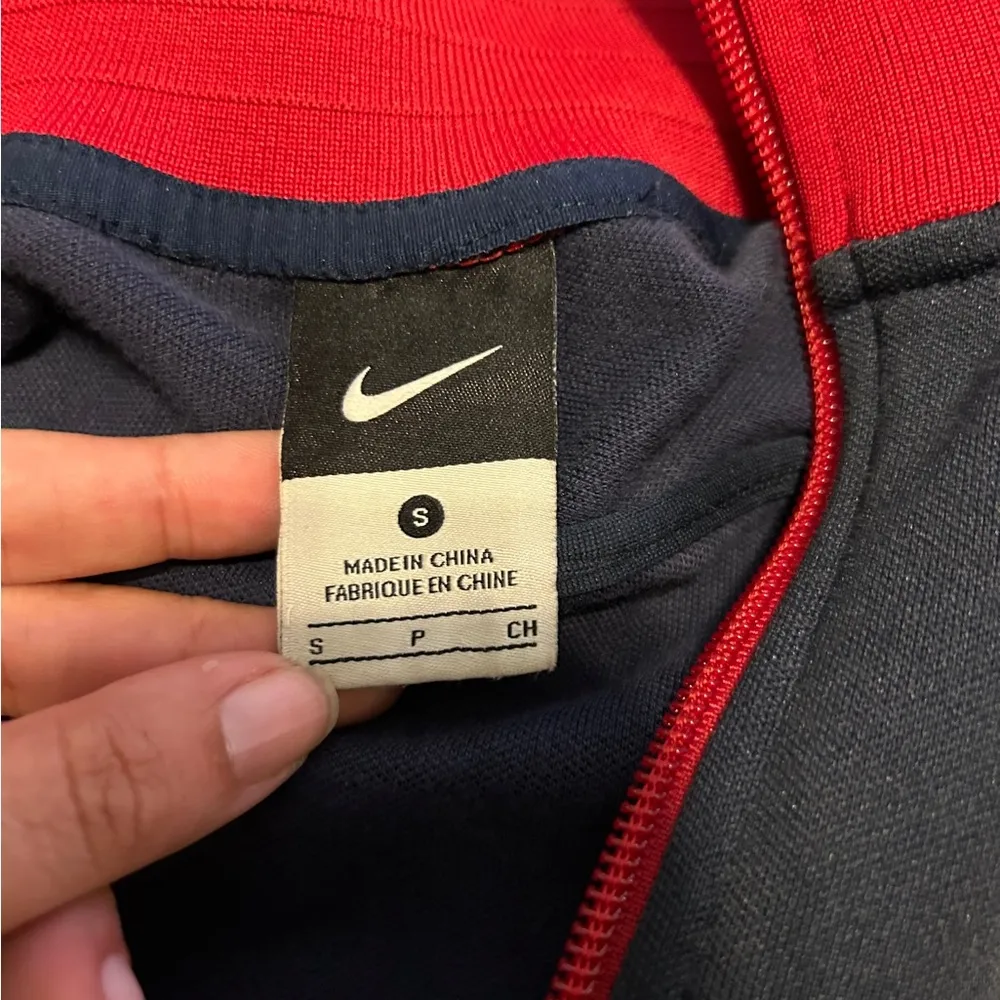 S
MADE IN CHINA
FABRIQUE EN CHINE
S P CH